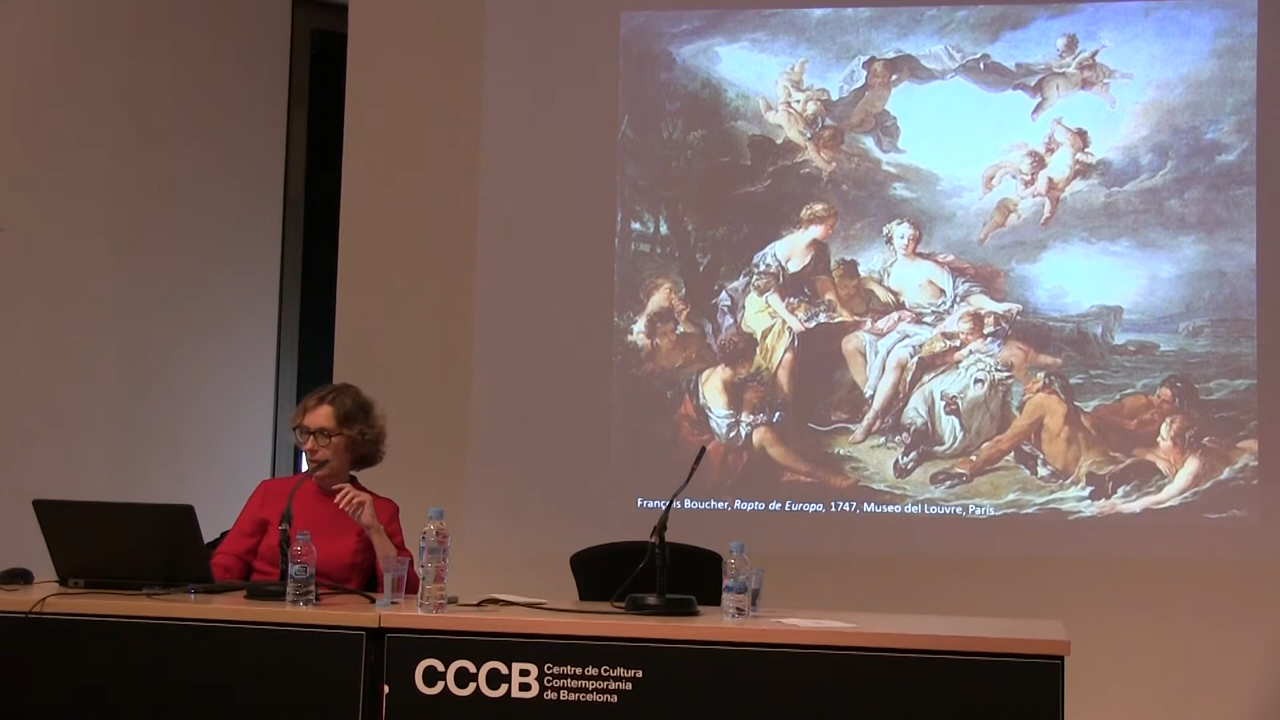 François Boucher, Rapto de Europa, 1747, Museo del Louvre, París.
CCCB
Centre de Cultura
Contemporània
de Barcelona